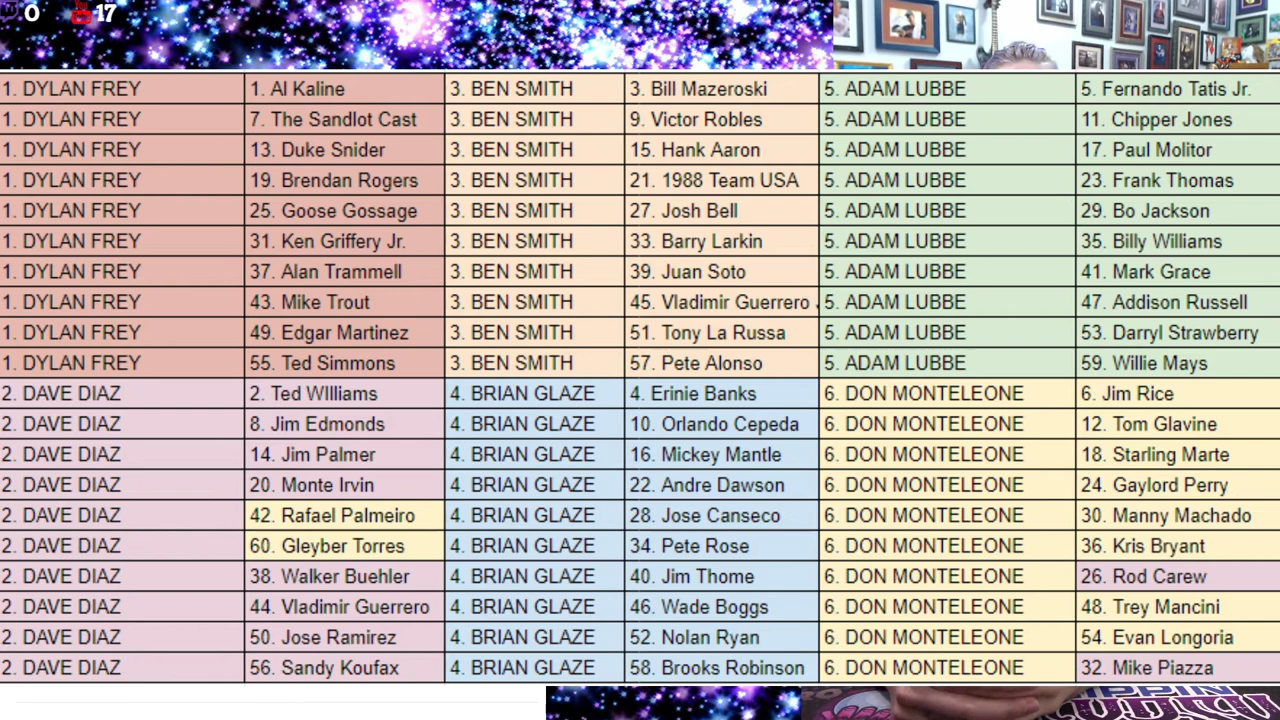 0 17
1. DYLAN FREY 1. Al Kaline 3. BEN SMITH 3. Bill Mazeroski 5. ADAM LUBBE 5. Fernando Tatis Jr.
1. DYLAN FREY 7. The Sandlot Cast 3. BEN SMITH 9. Victor Robles 5. ADAM LUBBE 11. Chipper Jones
1. DYLAN FREY 13. Duke Snider 3. BEN SMITH 15. Hank Aaron 5. ADAM LUBBE 17. Paul Molitor
1. DYLAN FREY 19. Brendan Rogers 3. BEN SMITH 21. 1988 Team USA 5. ADAM LUBBE 23. Frank Thomas
1. DYLAN FREY 25. Goose Gossage 3. BEN SMITH 27. Josh Bell 5. ADAM LUBBE 29. Bo Jackson
1. DYLAN FREY 31. Ken Griffery Jr. 3. BEN SMITH 33. Barry Larkin 5. ADAM LUBBE 35. Billy Williams
1. DYLAN FREY 37. Alan Trammell 3. BEN SMITH 39. Juan Soto 5. ADAM LUBBE 41. Mark Grace
1. DYLAN FREY 43. Mike Trout 3. BEN SMITH 45. Vladimir Guerrero 5. ADAM LUBBE 47. Addison Russell
1. DYLAN FREY 49. Edgar Martinez 3. BEN SMITH 51. Tony La Russa 5. ADAM LUBBE 53. Darryl Strawberry
1. DYLAN FREY 55. Ted Simmons 3. BEN SMITH 57. Pete Alonso 5. ADAM LUBBE 59. Willie Mays
2. DAVE DIAZ 2. Ted WIlliams 4. BRIAN GLAZE 4. Erinie Banks 6. DON MONTELEONE 6. Jim Rice
2. DAVE DIAZ 8. Jim Edmonds 4. BRIAN GLAZE 10. Orlando Cepeda 6. DON MONTELEONE 12. Tom Glavine
2. DAVE DIAZ 14. Jim Palmer 4. BRIAN GLAZE 16. Mickey Mantle 6. DON MONTELEONE 18. Starling Marte
2. DAVE DIAZ 20. Monte Irvin 4. BRIAN GLAZE 22. Andre Dawson 6. DON MONTELEONE 24. Gaylord Perry
2. DAVE DIAZ 42. Rafael Palmeiro 4. BRIAN GLAZE 28. Jose Canseco 6. DON MONTELEONE 30. Manny Machado
2. DAVE DIAZ 60. Gleyber Torres 4. BRIAN GLAZE 34. Pete Rose 6. DON MONTELEONE 36. Kris Bryant
2. DAVE DIAZ 38. Walker Buehler 4. BRIAN GLAZE 40. Jim Thome 6. DON MONTELEONE 26. Rod Carew
2. DAVE DIAZ 44. Vladimir Guerrero 4. BRIAN GLAZE 46. Wade Boggs 6. DON MONTELEONE 48. Trey Mancini
2. DAVE DIAZ 50. Jose Ramirez 4. BRIAN GLAZE 52. Nolan Ryan 6. DON MONTELEONE 54. Evan Longoria
2. DAVE DIAZ 56. Sandy Koufax 4. BRIAN GLAZE 58. Brooks Robinson 6. DON MONTELEONE 32. Mike Piazza